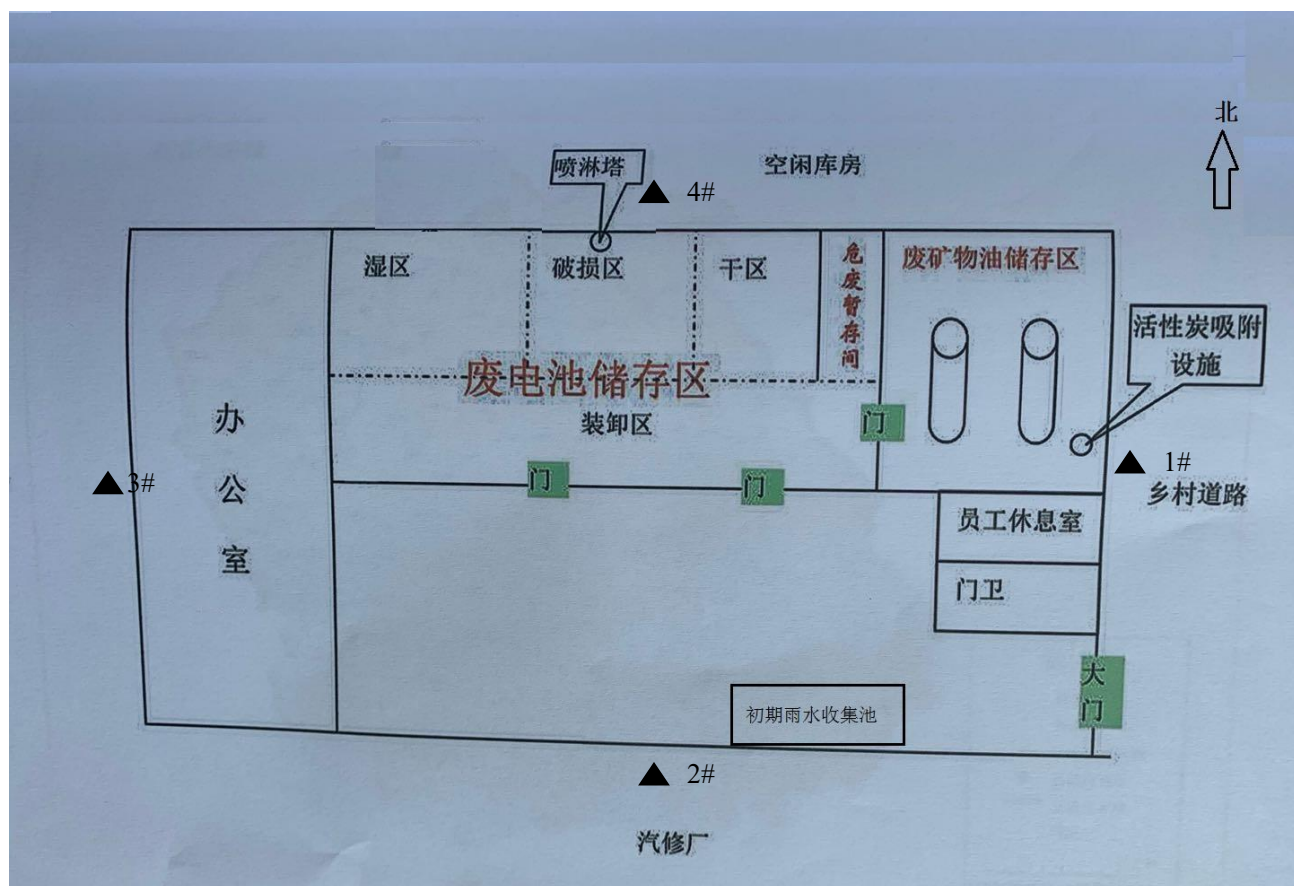 北
喷淋塔
4#
空闲库房
湿区
破损区
干区
危废暂存间
废矿物油储存区
活性炭吸附
设施
废电池储存区
装卸区
门
办公室
3#
门
门
1#
乡村道路
员工休息室
门卫
大门
初期雨水收集池
2#
汽修厂